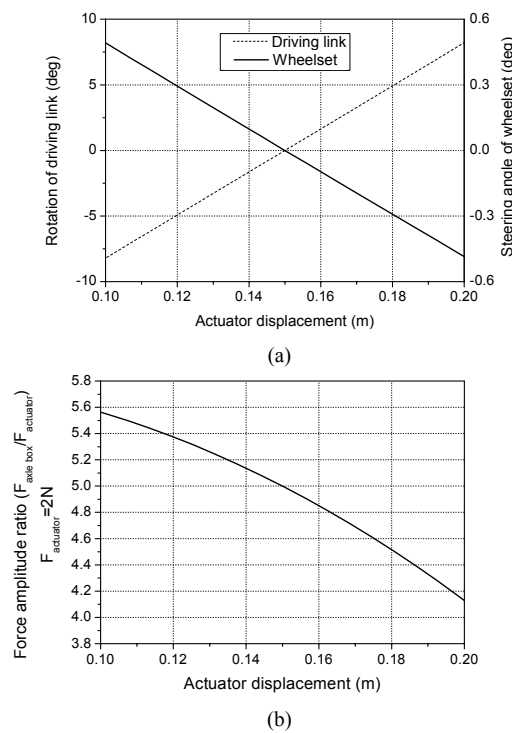 Driving link
Wheelset
Rotation of driving link (deg)
10
5
0
-5
-10
Steering angle of wheelset (deg)
0.6
0.3
0.0
-0.3
-0.6
0.10 0.12 0.14 0.16 0.18 0.20
Actuator displacement (m)
(a)
Force amplitude ratio (F axle box/F actuator)
F actuator=2N
5.8
5.6
5.4
5.2
5.0
4.8
4.6
4.4
4.2
4.0
3.8
0.10 0.12 0.14 0.16 0.18 0.20
Actuator displacement (m)
(b)